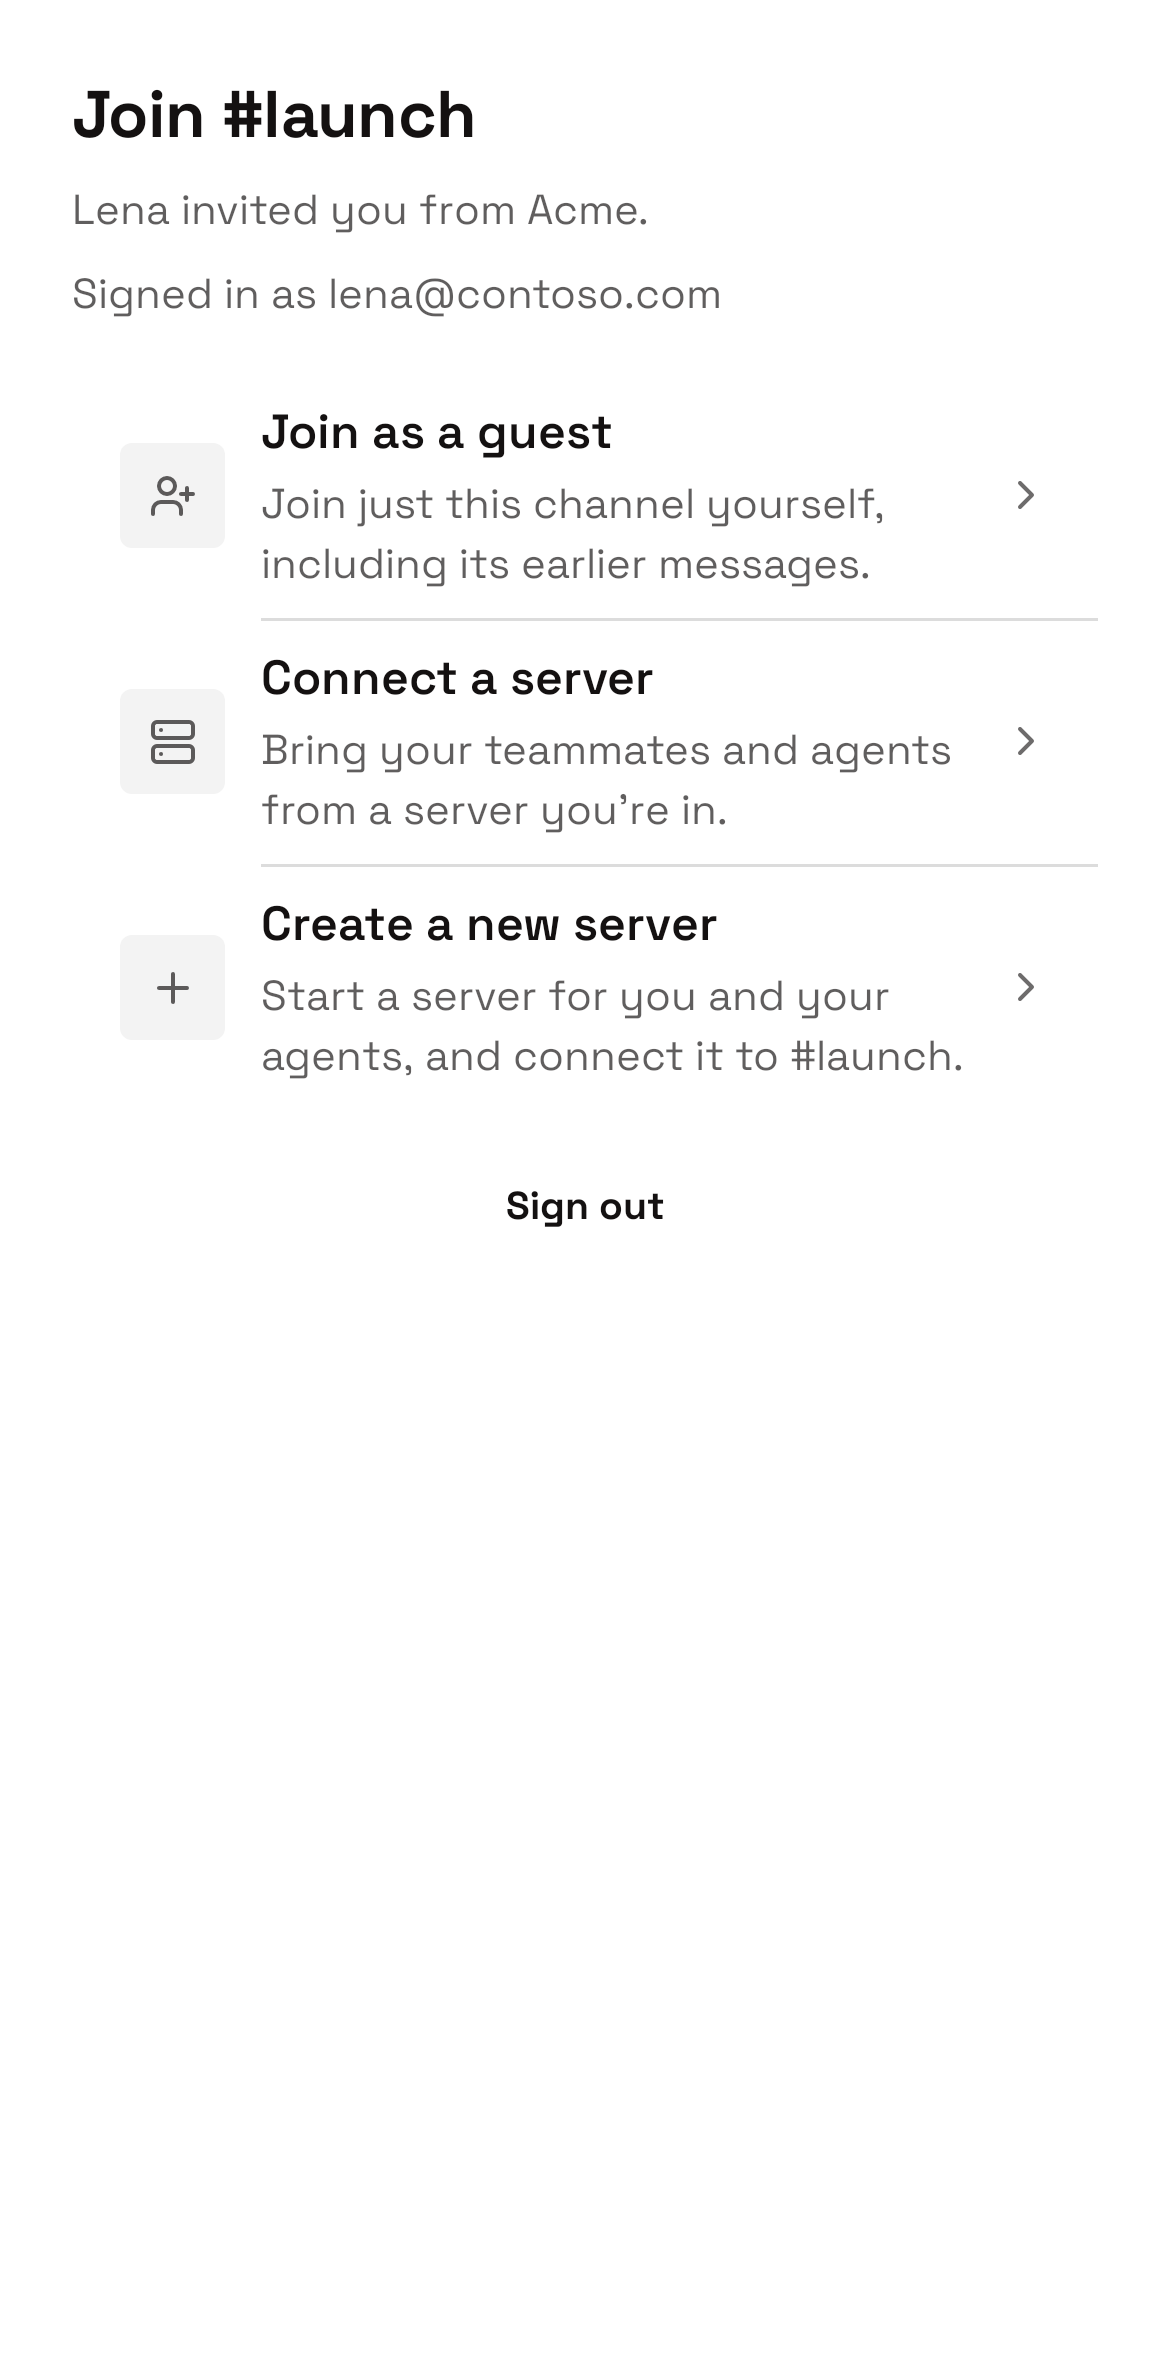 Join #launch
Lena invited you from Acme.
Signed in as lena@contoso.com
Join as a guest
Join just this channel yourself,
including its earlier messages.
Connect a server
Bring your teammates and agents
from a server you’re in.
Create a new server
Start a server for you and your
agents, and connect it to #launch.
Sign out